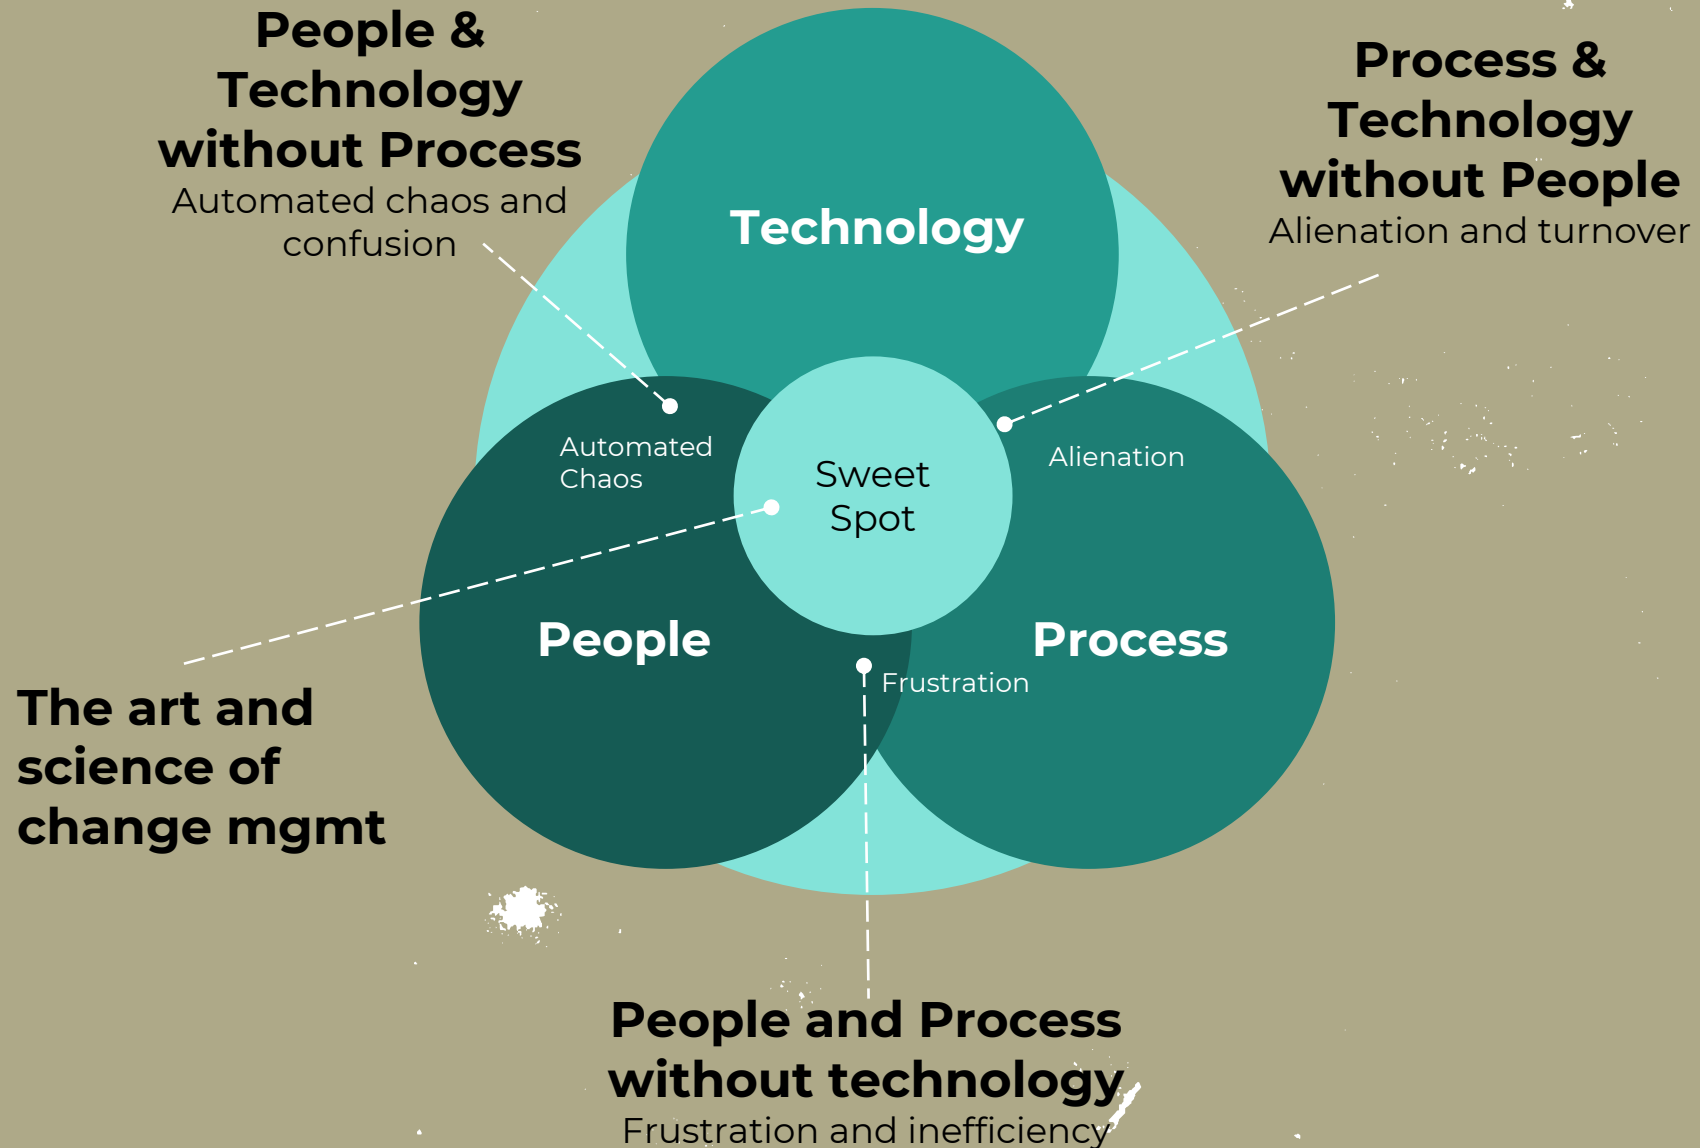 People &
Technology
without Process
Automated chaos and
confusion
Process &
Technology
without People
Alienation and turnover
Technology
Automated
Chaos
Sweet
Spot
Alienation
People
Process
Frustration
The art and
science of
change mgmt
People and Process
without technology
Frustration and inefficiency